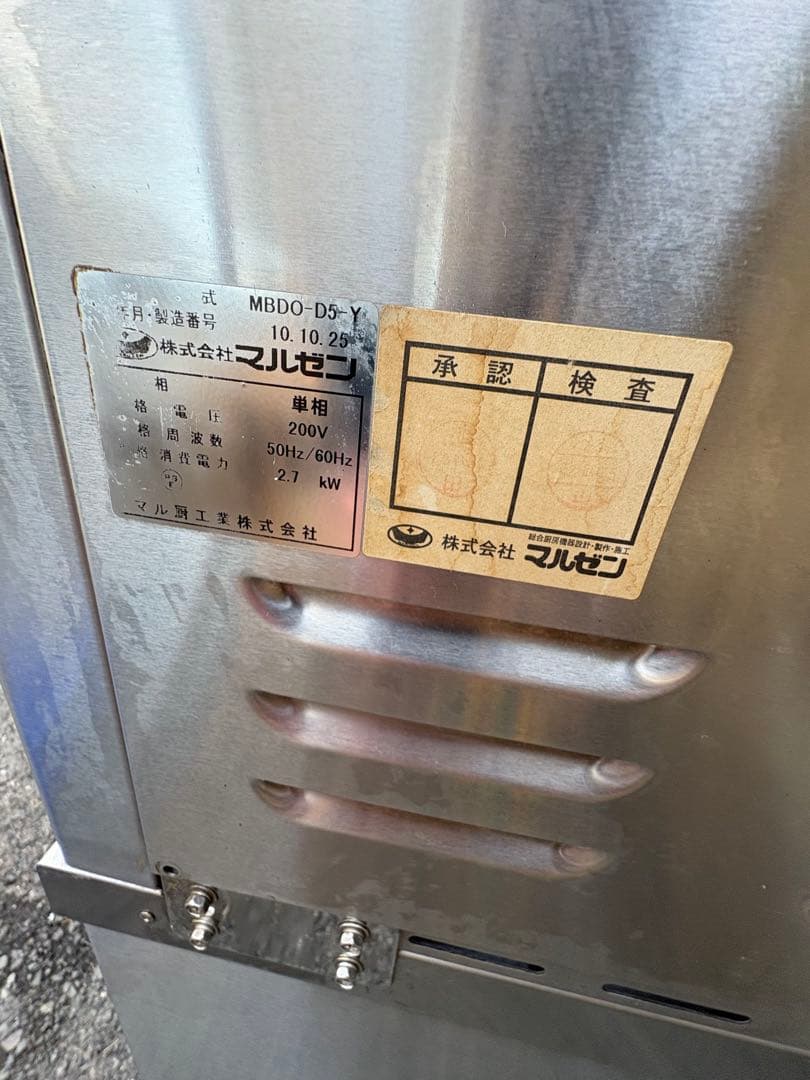 式 MBDO-D5-Y
年月・製造番号 10.10.25
株式会社マルゼン
相 単相
格電圧 200V
格周波数 50Hz/60Hz
格消費電力 2.7 kW
PS
E
マル厨工業株式会社
承認 検査
総合厨房機器設計・製作・施工
株式会社 マルゼン